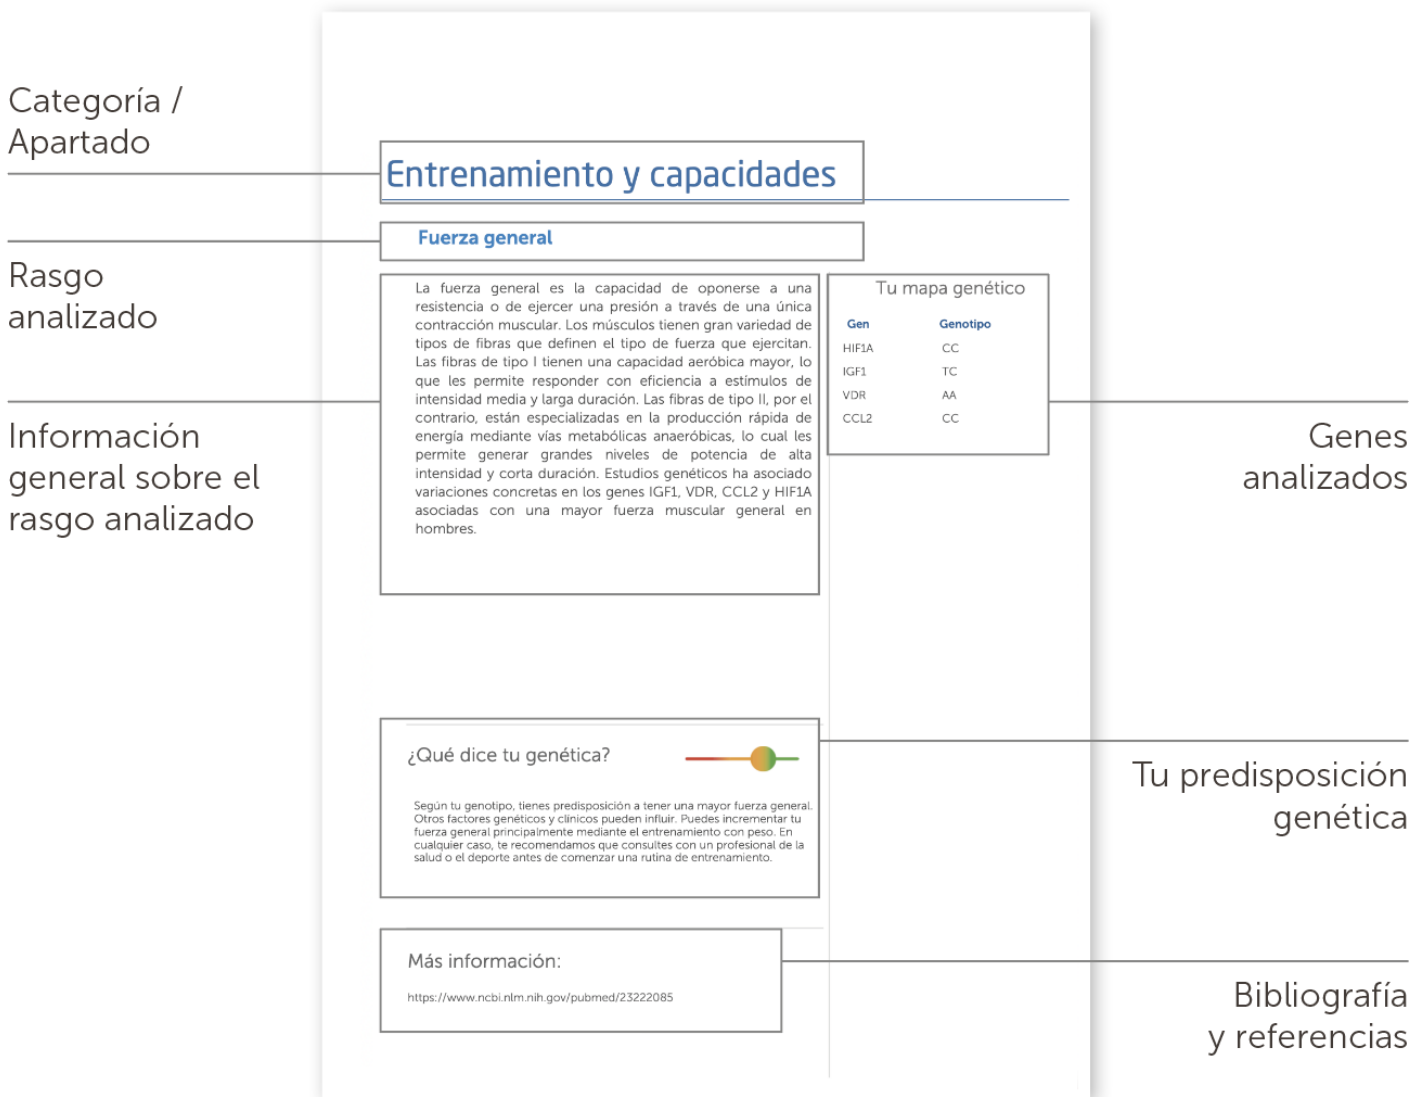 Categoría /
Apartado
Entrenamiento y capacidades
Fuerza general
Rasgo
analizado
La fuerza general es la capacidad de oponerse a una
resistencia o de ejercer una presión a través de una única
contracción muscular. Los músculos tienen gran variedad de
tipos de fibras que definen el tipo de fuerza que ejercitan.
Las fibras de tipo I tienen una capacidad aeróbica mayor, lo
que les permite responder con eficiencia a estímulos de
intensidad media y larga duración. Las fibras de tipo II, por el
contrario, están especializadas en la producción rápida de
energía mediante vías metabólicas anaeróbicas, lo cual les
permite generar grandes niveles de potencia de alta
intensidad y corta duración. Estudios genéticos ha asociado
variaciones concretas en los genes IGF1, VDR, CCL2 y HIF1A
asociadas con una mayor fuerza muscular general en
hombres.
Tu mapa genético
Gen Genotipo
HIF1A CC
IGF1 TC
VDR AA
CCL2 CC
Información
general sobre el
rasgo analizado
Genes
analizados
¿Qué dice tu genética?
Según tu genotipo, tienes predisposición a tener una mayor fuerza general.
Otros factores genéticos y clínicos pueden influir. Puedes incrementar tu
fuerza general principalmente mediante el entrenamiento con peso. En
cualquier caso, te recomendamos que consultes con un profesional de la
salud o el deporte antes de comenzar una rutina de entrenamiento.
Tu predisposición
genética
Más información:
https://www.ncbi.nlm.nih.gov/pubmed/23222085
Bibliografía
y referencias